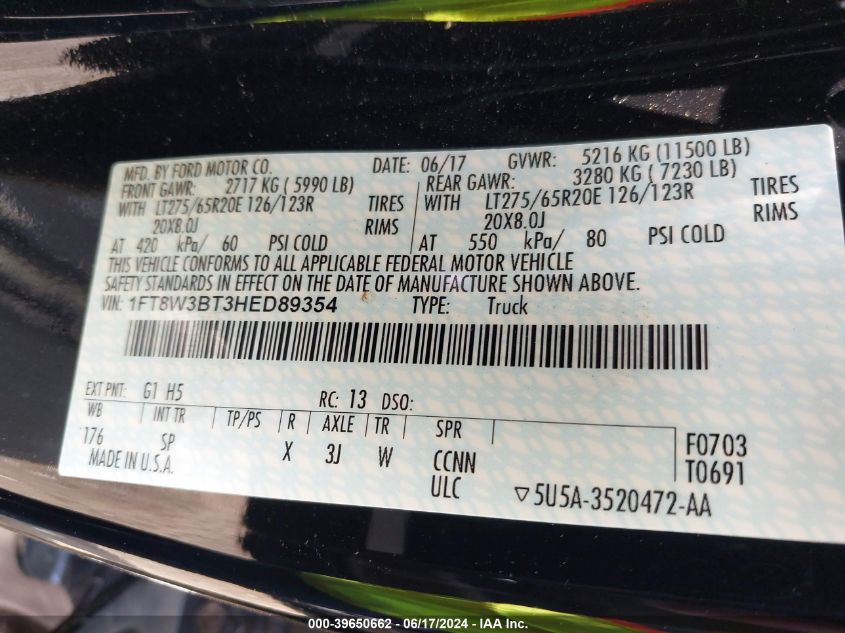 MFD. BY FORD MOTOR CO. DATE: 06/17 GVWR: 5216 KG (11500 LB)
FRONT GAWR: 2717 KG ( 5990 LB) REAR GAWR: 3280 KG ( 7230 LB)
WITH LT275/65R20E 126/123R TIRES WITH LT275/65R20E 126/123R TIRES
20X8.0J RIMS 20X8.0J RIMS
AT 420 kPa/ 60 PSI COLD AT 550 kPa/ 80 PSI COLD
THIS VEHICLE CONFORMS TO ALL APPLICABLE FEDERAL MOTOR VEHICLE
SAFETY STANDARDS IN EFFECT ON THE DATE OF MANUFACTURE SHOWN ABOVE.
VIN: 1FT8W3BT3HED89354 TYPE: Truck
EXT PNT: G1 H5 RC: 13 DSO:
WB INT TR TP/PS R AXLE TR SPR
176 SP X 3J W CCNN F0703
MADE IN U.S.A. ULC T0691
▽5U5A-3520472-AA
000-39650662 - 06/17/2024 - IAA, Inc.